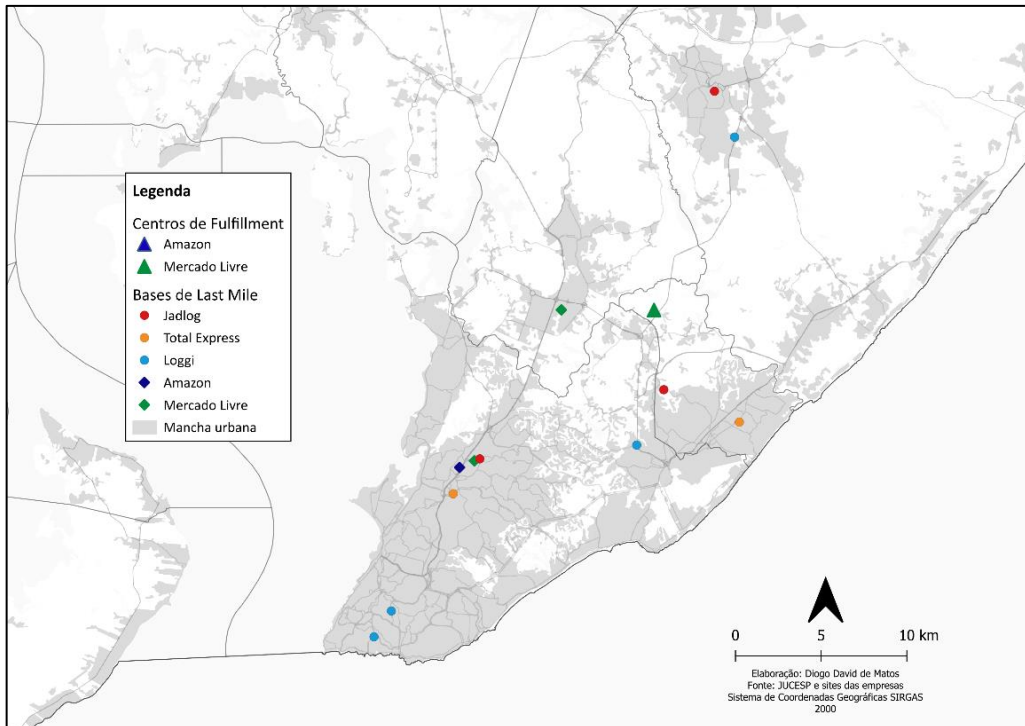 Legenda
Centros de Fulfillment
Amazon
Mercado Livre
Bases de Last Mile
Jadlog
Total Express
Loggi
Amazon
Mercado Livre
Mancha urbana
0 5 10 km
Elaboração: Diogo David de Matos
Fonte: JUCESP e sites das empresas
Sistema de Coordenadas Geográficas SIRGAS
2000